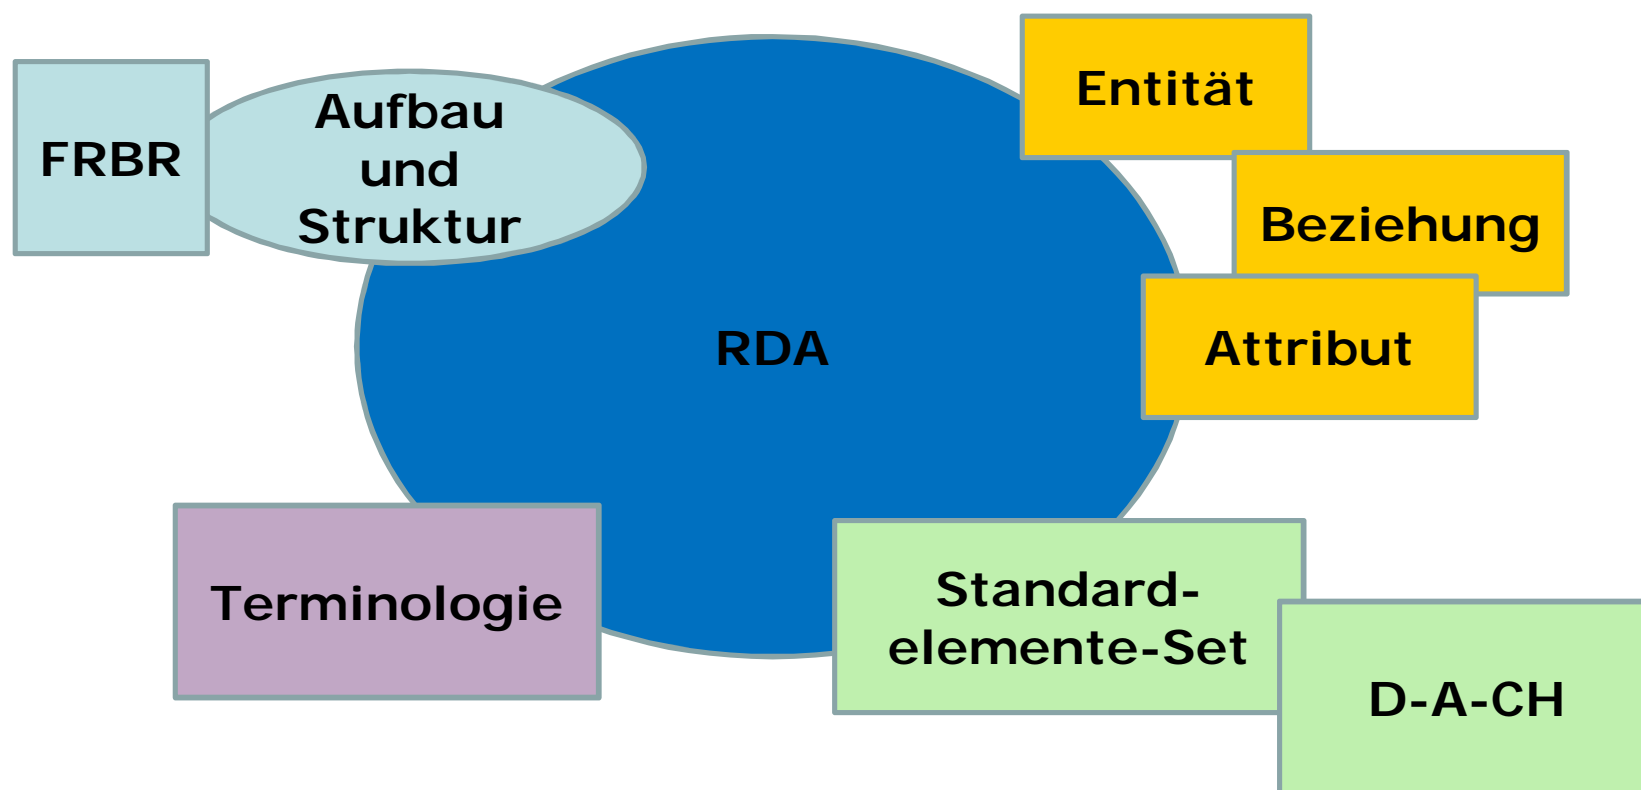 FRBR
Aufbau
und
Struktur
Entität
Beziehung
Attribut
RDA
Terminologie
Standard-
elemente-Set
D-A-CH